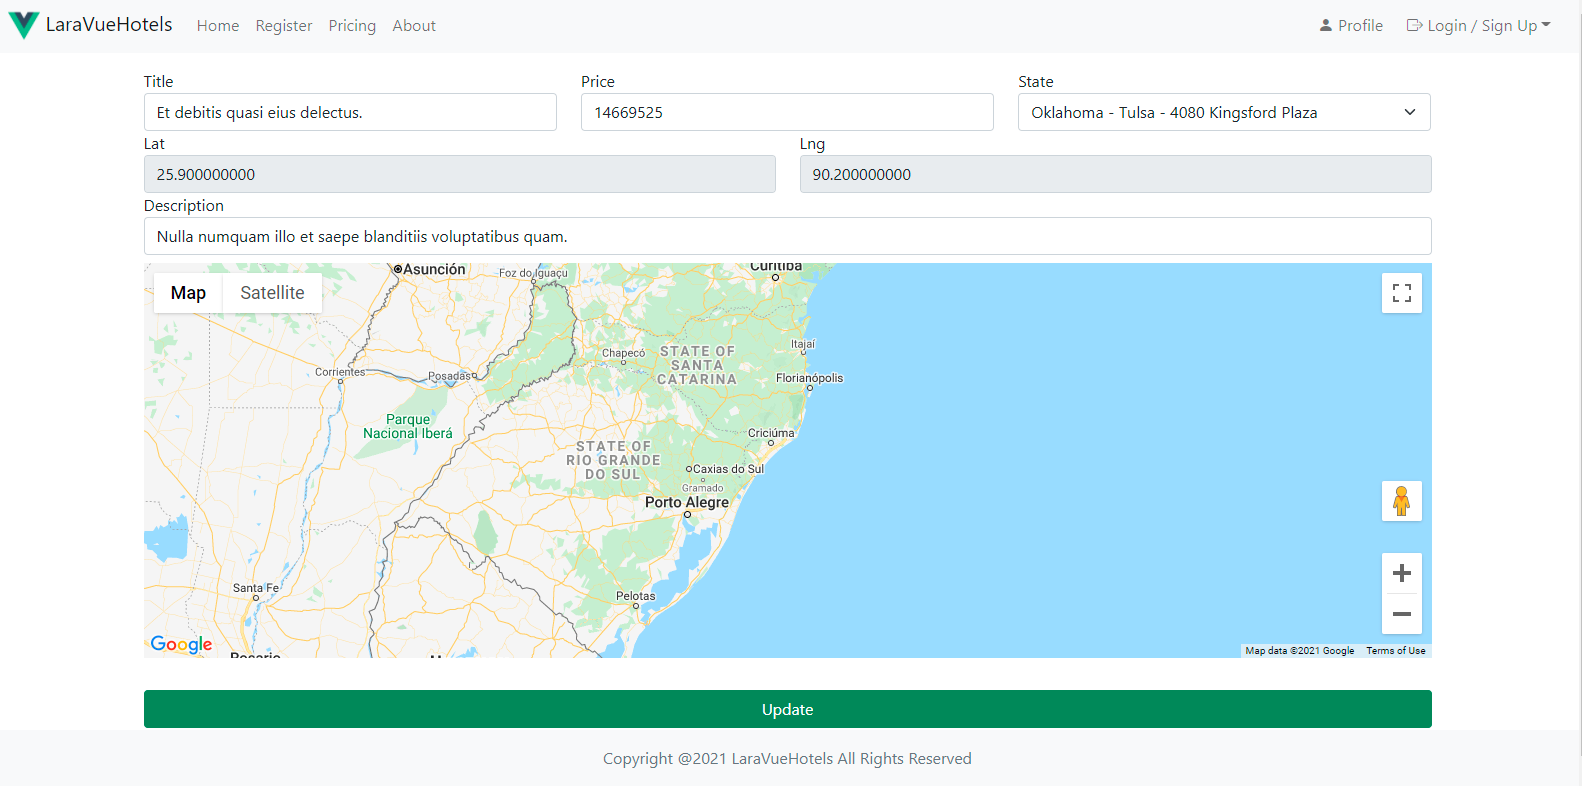 LaraVueHotels Home Register Pricing About Profile Login / Sign Up
Title Price State
Et debitis quasi eius delectus. 14669525 Oklahoma - Tulsa - 4080 Kingsford Plaza
Lat Lng
25.900000000 90.200000000
Description
Nulla numquam illo et saepe blanditiis voluptatibus quam.
Map Satellite
Asunción
Foz do Iguaçu
Curitiba
Itajaí
Chapecó
STATE OF
SANTA
CATARINA
Corrientes
Posadas
Florianópolis
Parque
Nacional Iberá
Criciúma
STATE OF
RIO GRANDE
DO SUL
Caxias do Sul
Gramado
Porto Alegre
Santa Fe
Pelotas
Google
Rosario
Map data ©2021 Google Terms of Use
Update
Copyright @2021 LaraVueHotels All Rights Reserved